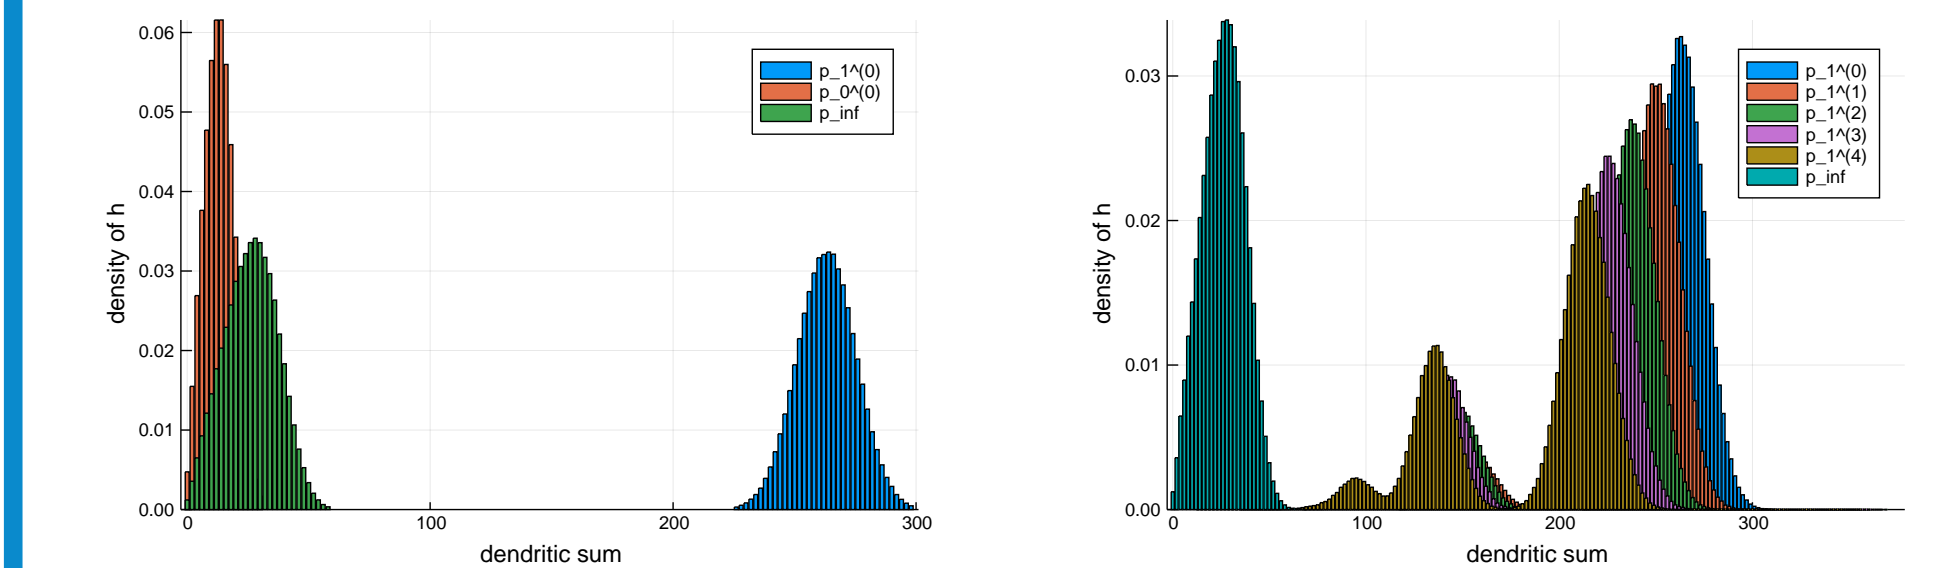 0.06
0.05
0.04
0.03
0.02
0.01
0.00
density of h
p_1^(0)
p_0^(0)
p_inf
0
100
200
300
dendritic sum
0.03
0.02
0.01
0.00
density of h
p_1^(0)
p_1^(1)
p_1^(2)
p_1^(3)
p_1^(4)
p_inf
0
100
200
300
dendritic sum